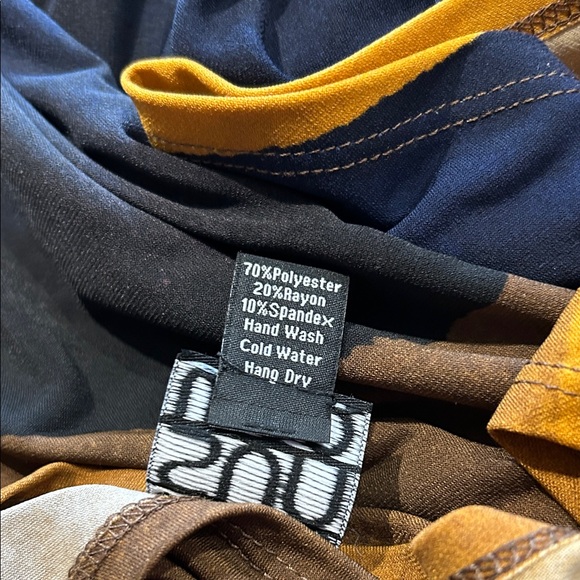 70%Polyester
20%Rayon
10%Spandex
Hand Wash
Cold Water
Hang Dry